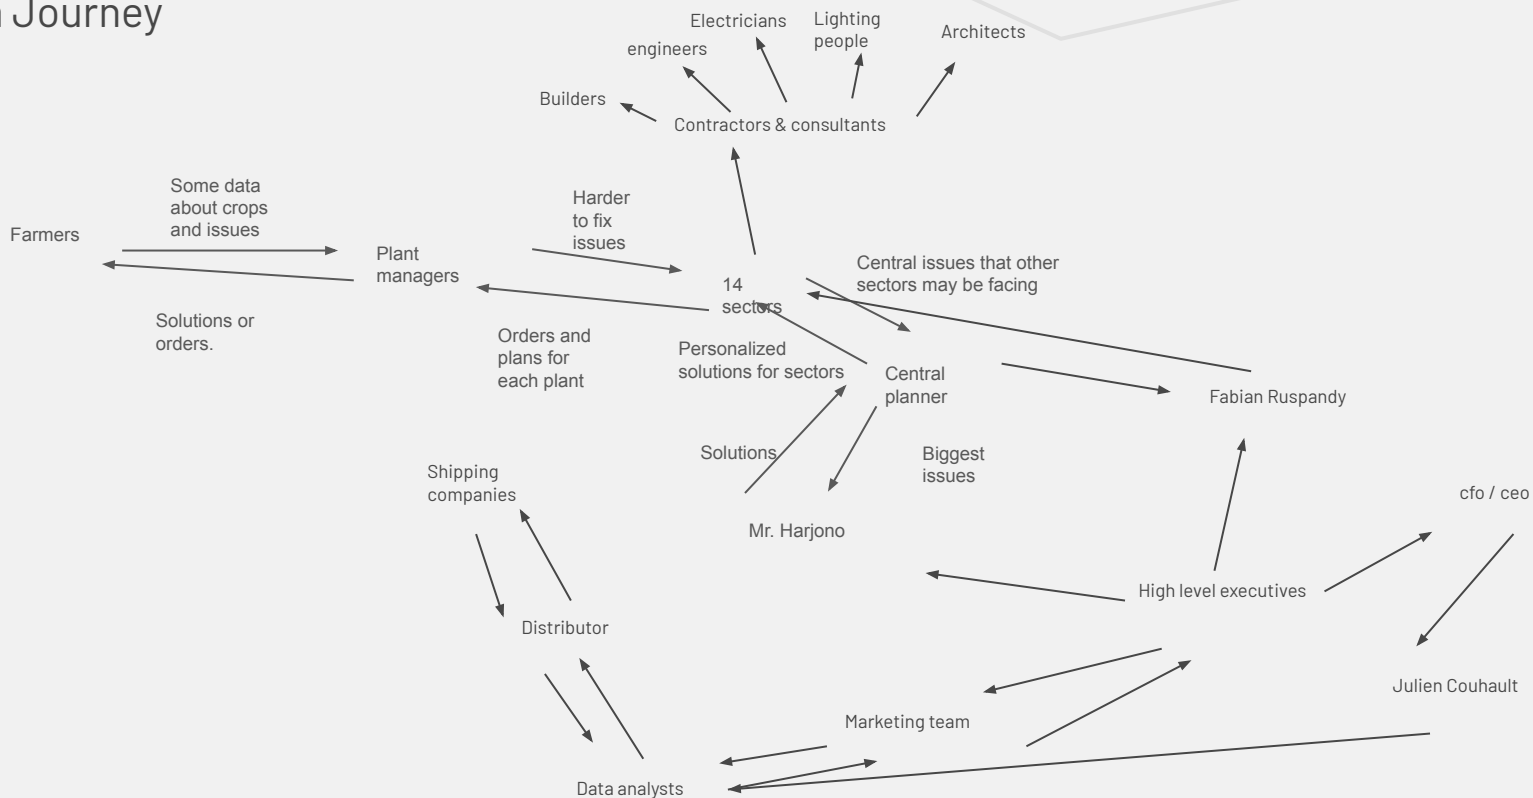 Journey
Electricians
Lighting
people
Architects
engineers
Builders
Contractors & consultants
Some data
about crops
and issues
Harder
to fix
issues
Farmers
Plant
managers
14
sectors
Central issues that other
sectors may be facing
Solutions or
orders.
Orders and
plans for
each plant
Personalized
solutions for sectors
Central
planner
Fabian Ruspandy
Solutions
Biggest
issues
Shipping
companies
cfo / ceo
Mr. Harjono
High level executives
Distributor
Julien Couhault
Marketing team
Data analysts